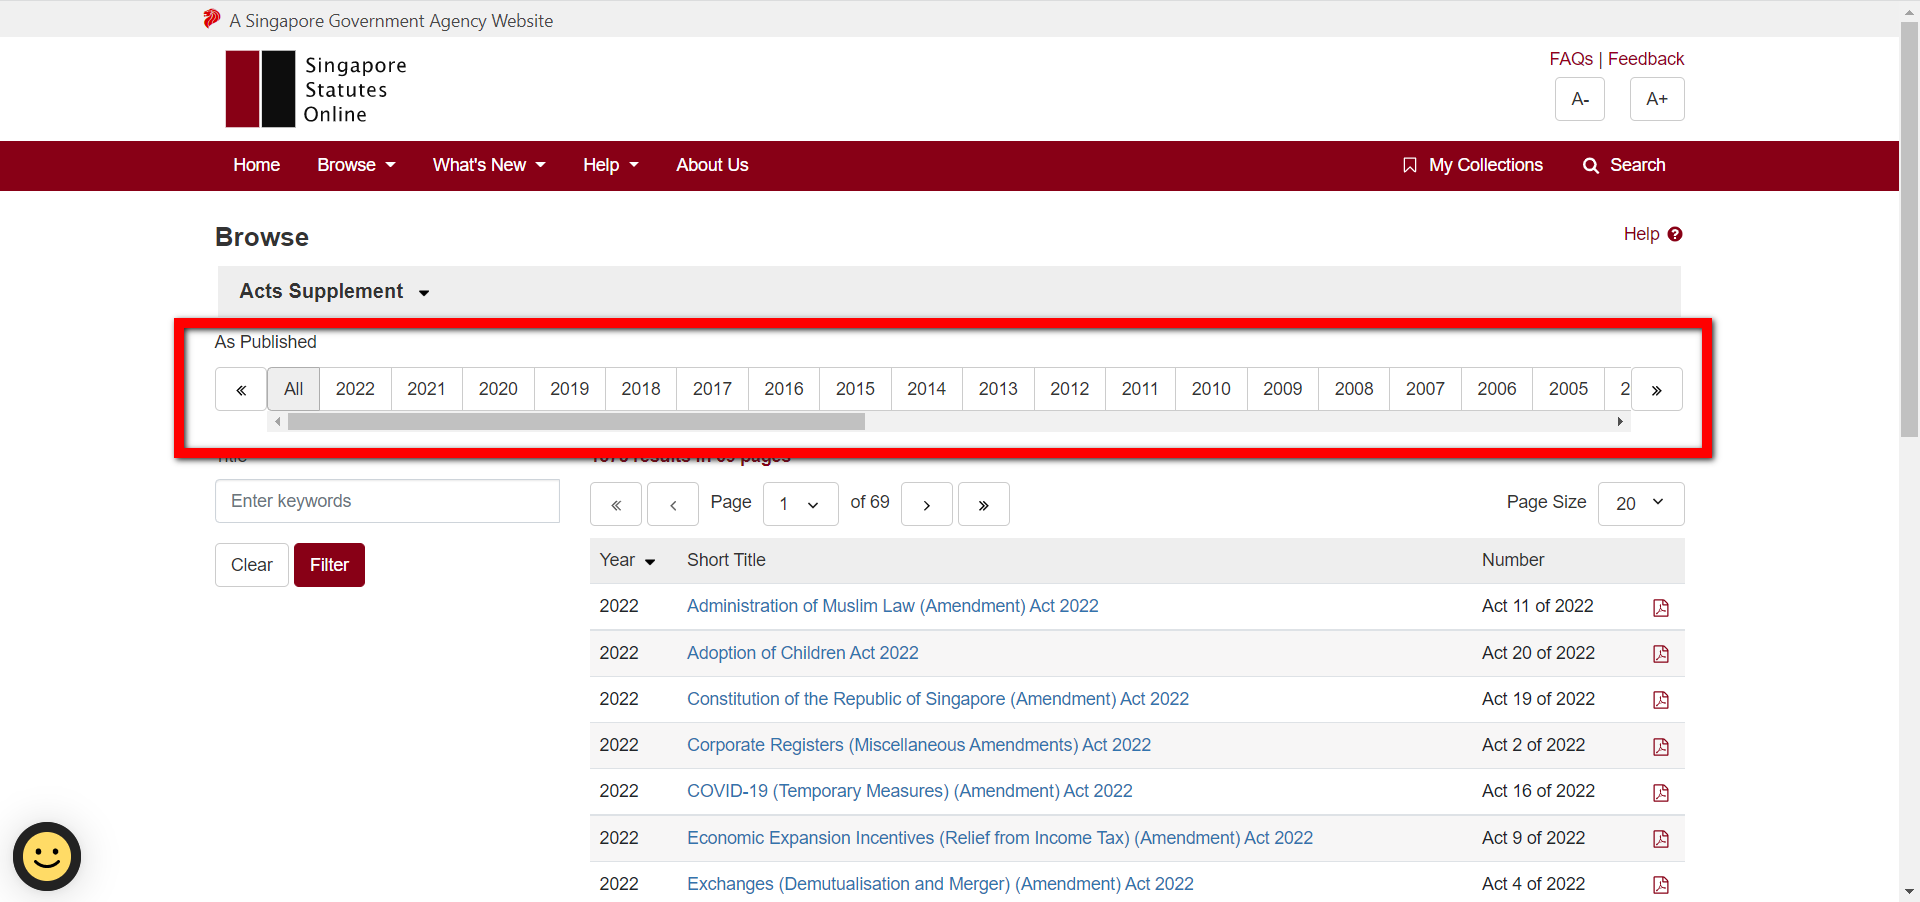 A Singapore Government Agency Website
Singapore
Statutes
Online
FAQs | Feedback
A- A+
Home Browse What's New Help About Us My Collections Search
Browse
Help
Acts Supplement
As Published
« All 2022 2021 2020 2019 2018 2017 2016 2015 2014 2013 2012 2011 2010 2009 2008 2007 2006 2005 2 »
Enter keywords
Clear Filter
« ‹ Page 1 of 69 › » Page Size 20
Year Short Title Number
2022 Administration of Muslim Law (Amendment) Act 2022 Act 11 of 2022
2022 Adoption of Children Act 2022 Act 20 of 2022
2022 Constitution of the Republic of Singapore (Amendment) Act 2022 Act 19 of 2022
2022 Corporate Registers (Miscellaneous Amendments) Act 2022 Act 2 of 2022
2022 COVID-19 (Temporary Measures) (Amendment) Act 2022 Act 16 of 2022
2022 Economic Expansion Incentives (Relief from Income Tax) (Amendment) Act 2022 Act 9 of 2022
2022 Exchanges (Demutualisation and Merger) (Amendment) Act 2022 Act 4 of 2022